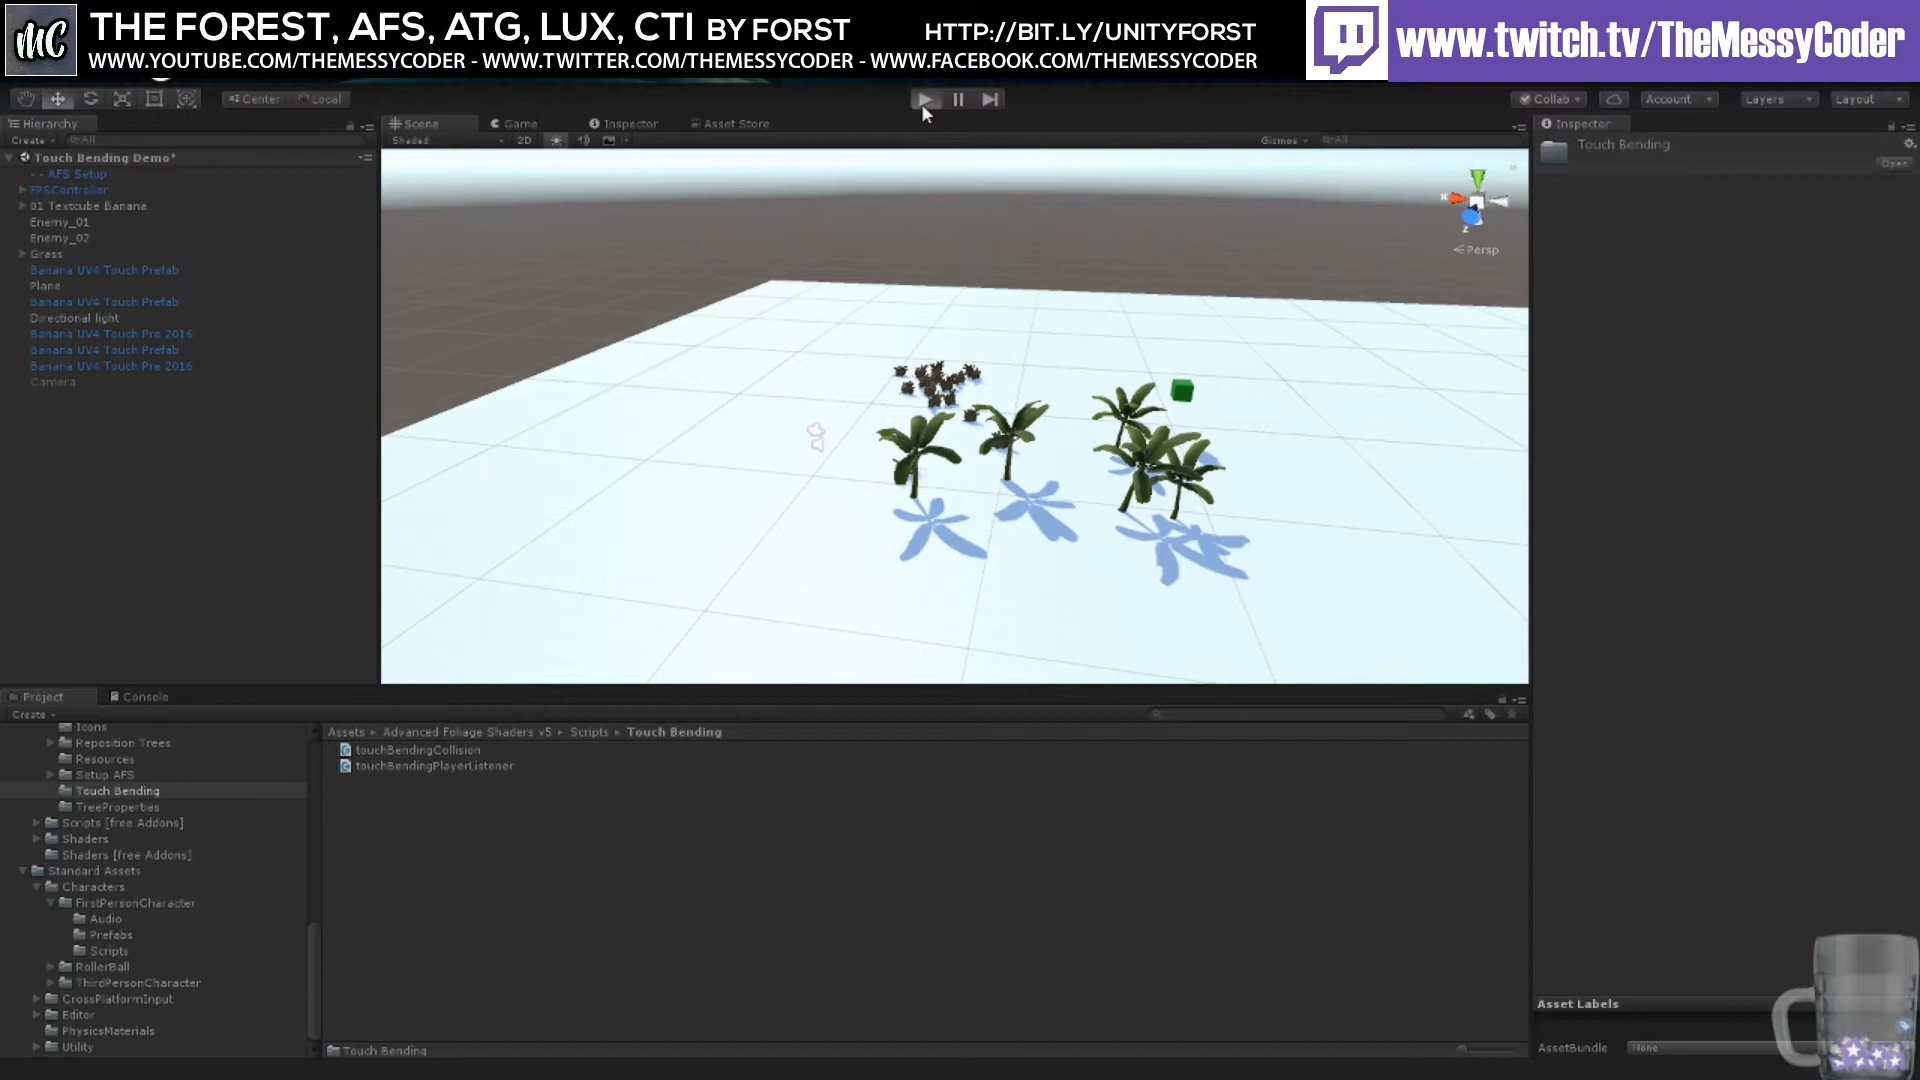 MC
THE FOREST, AFS, ATG, LUX, CTI BY FORST
HTTP://BIT.LY/UNITYFORST
WWW.YOUTUBE.COM/THEMESSYCODER - WWW.TWITTER.COM/THEMESSYCODER - WWW.FACEBOOK.COM/THEMESSYCODER
www.twitch.tv/TheMessyCoder
Center
Local
Collab
Account
Layers
Layout
Hierarchy
Create
All
Touch Bending Demo*
- - AFS Setup
FPSController
01 Textcube Banana
Enemy_01
Enemy_02
Grass
Banana UV4 Touch Prefab
Plane
Banana UV4 Touch Prefab
Directional light
Banana UV4 Touch Pre 2016
Banana UV4 Touch Prefab
Banana UV4 Touch Pre 2016
Camera
Scene
Game
Inspector
Asset Store
Shaded
2D
Gizmos
All
x
z
Persp
Inspector
Touch Bending
Open
Project
Console
Create
Icons
Reposition Trees
Resources
Setup AFS
Touch Bending
TreeProperties
Scripts [free Addons]
Shaders
Shaders [free Addons]
Standard Assets
Characters
FirstPersonCharacter
Audio
Prefabs
Scripts
RollerBall
ThirdPersonCharacter
CrossPlatformInput
Editor
PhysicsMaterials
Utility
Assets
Advanced Foliage Shaders v5
Scripts
Touch Bending
touchBendingCollision
touchBendingPlayerListener
Touch Bending
Asset Labels
AssetBundle
None